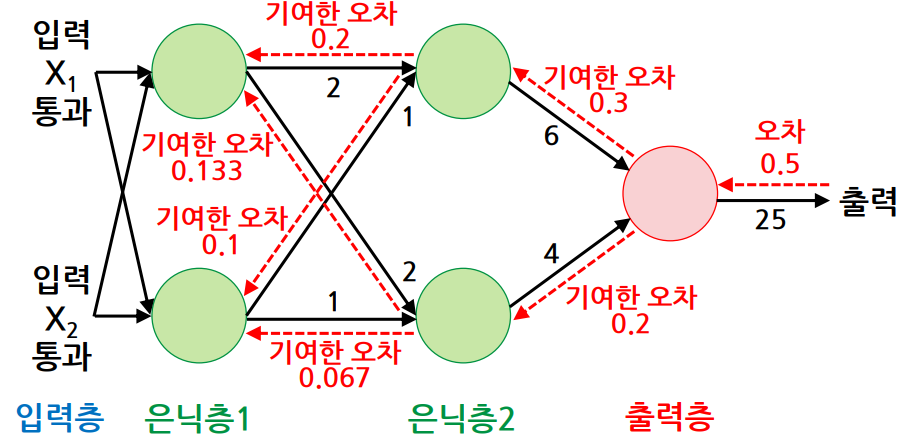 입력
X1
통과
입력
X2
통과
기여한 오차
0.2
2
1
기여한 오차
0.133
기여한 오차
0.1
2
1
기여한 오차
0.067
기여한 오차
0.3
6
4
기여한 오차
0.2
오차
0.5
25
출력
입력층
은닉층1
은닉층2
출력층